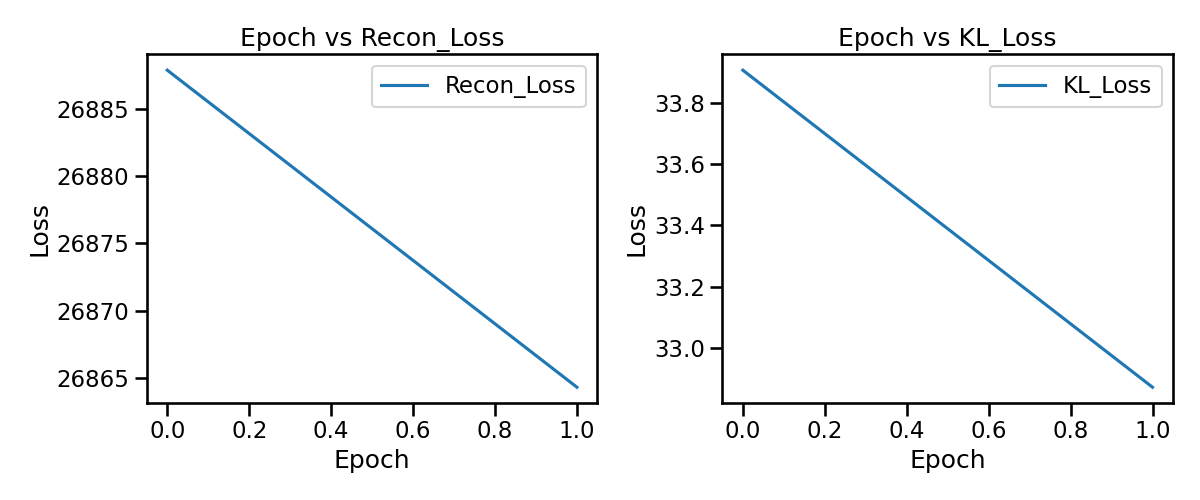 Epoch vs Recon_Loss
Recon_Loss
26885
26880
26875
26870
26865
Loss
0.0 0.2 0.4 0.6 0.8 1.0
Epoch
Epoch vs KL_Loss
KL_Loss
33.8
33.6
33.4
33.2
33.0
Loss
0.0 0.2 0.4 0.6 0.8 1.0
Epoch